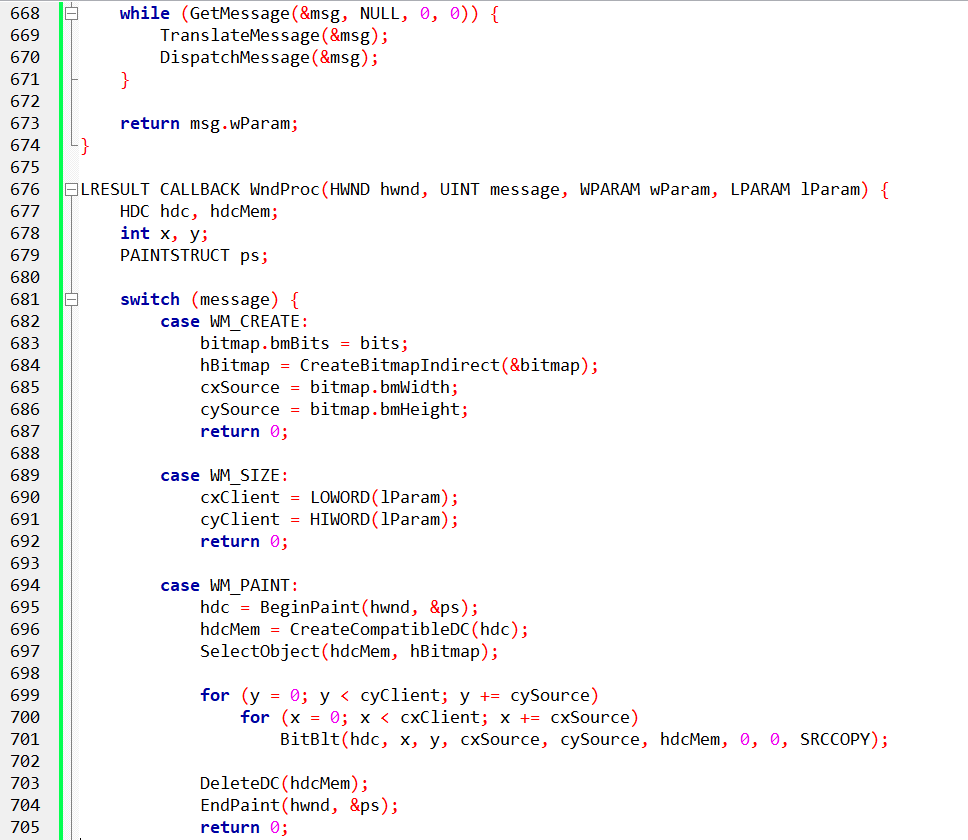 668 while (GetMessage(&msg, NULL, 0, 0)) {
669 TranslateMessage(&msg);
670 DispatchMessage(&msg);
671 }
672
673 return msg.wParam;
674 }
675
676 LRESULT CALLBACK WndProc(HWND hwnd, UINT message, WPARAM wParam, LPARAM lParam) {
677 HDC hdc, hdcMem;
678 int x, y;
679 PAINTSTRUCT ps;
680
681 switch (message) {
682 case WM_CREATE:
683 bitmap.bmBits = bits;
684 hBitmap = CreateBitmapIndirect(&bitmap);
685 cxSource = bitmap.bmWidth;
686 cySource = bitmap.bmHeight;
687 return 0;
688
689 case WM_SIZE:
690 cxClient = LOWORD(lParam);
691 cyClient = HIWORD(lParam);
692 return 0;
693
694 case WM_PAINT:
695 hdc = BeginPaint(hwnd, &ps);
696 hdcMem = CreateCompatibleDC(hdc);
697 SelectObject(hdcMem, hBitmap);
698
699 for (y = 0; y < cyClient; y += cySource)
700 for (x = 0; x < cxClient; x += cxSource)
701 BitBlt(hdc, x, y, cxSource, cySource, hdcMem, 0, 0, SRCCOPY);
702
703 DeleteDC(hdcMem);
704 EndPaint(hwnd, &ps);
705 return 0;